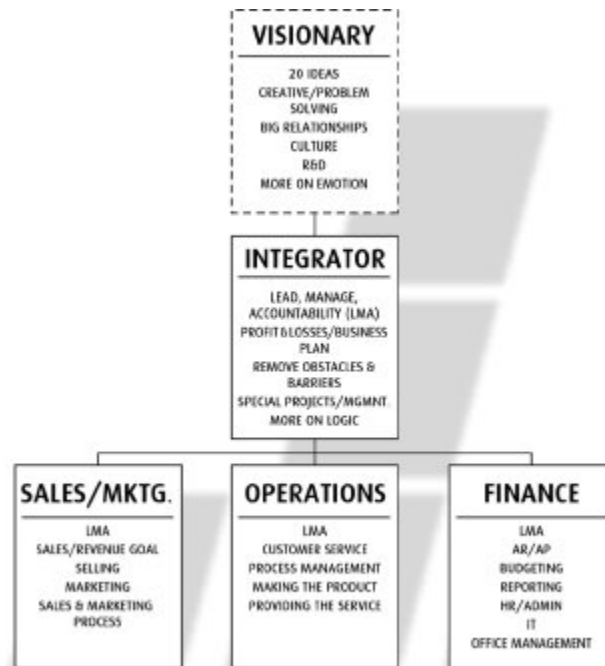 VISIONARY
20 IDEAS
CREATIVE/PROBLEM
SOLVING
BIG RELATIONSHIPS
CULTURE
R&D
MORE ON EMOTION
INTEGRATOR
LEAD, MANAGE,
ACCOUNTABILITY (LMA)
PROFIT&LOSSES/BUSINESS
PLAN
REMOVE OBSTACLES &
BARRIERS
SPECIAL PROJECTS/MGMNT.
MORE ON LOGIC
SALES/MKTG.
LMA
SALES/REVENUE GOAL
SELLING
MARKETING
SALES & MARKETING
PROCESS
OPERATIONS
LMA
CUSTOMER SERVICE
PROCESS MANAGEMENT
MAKING THE PRODUCT
PROVIDING THE SERVICE
FINANCE
LMA
AR/AP
BUDGETING
REPORTING
HR/ADMIN
IT
OFFICE MANAGEMENT